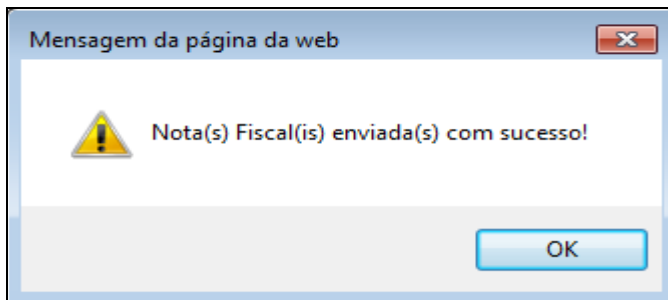 Mensagem da página da web
Nota(s) Fiscal(is) enviada(s) com sucesso!
OK